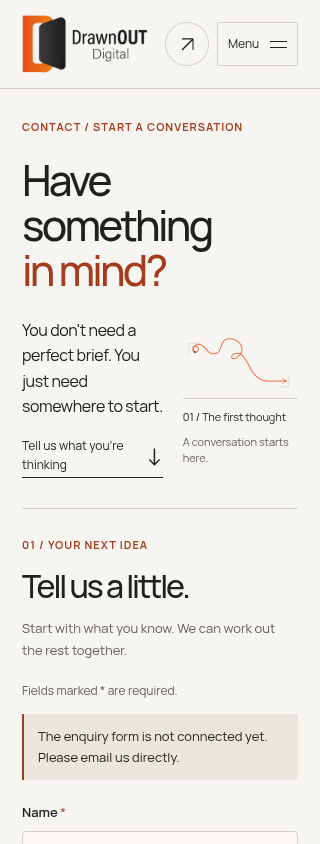 DrawnOUT
Digital
Menu
CONTACT / START A CONVERSATION
Have
something
in mind?
You don't need a
perfect brief. You
just need
somewhere to start.
Tell us what you're
thinking
01 / The first thought
A conversation starts
here.
01 / YOUR NEXT IDEA
Tell us a little.
Start with what you know. We can work out
the rest together.
Fields marked * are required.
The enquiry form is not connected yet.
Please email us directly.
Name *